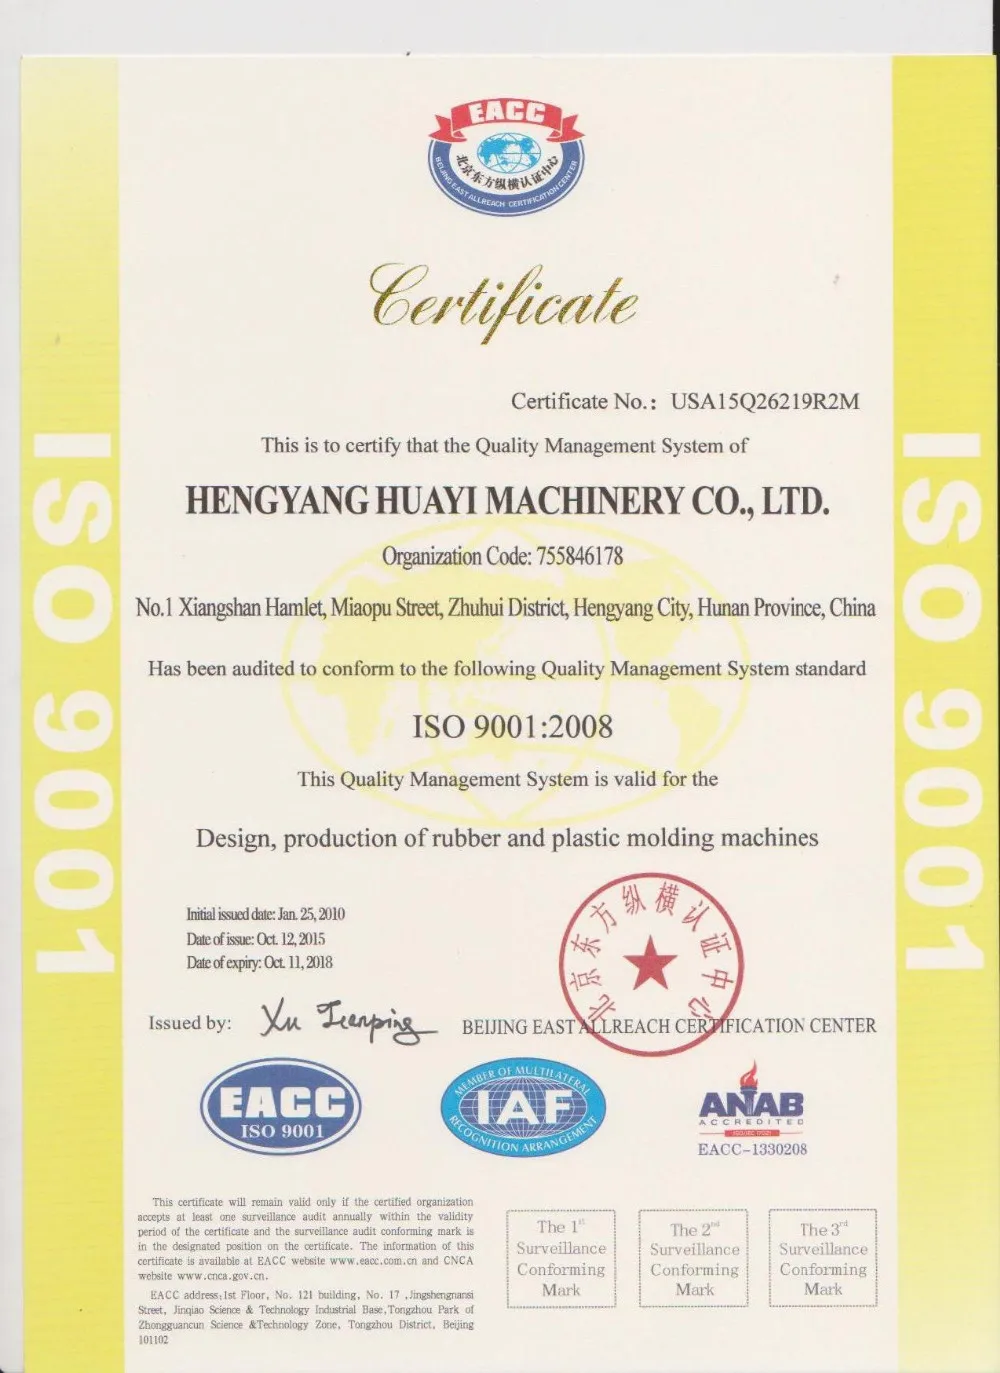 EACC
北京东方纵横认证中心
BEIJING EAST ALLREACH CERTIFICATION CENTER
Certificate
Certificate No.: USA15Q26219R2M
This is to certify that the Quality Management System of
HENGYANG HUAYI MACHINERY CO., LTD.
Organization Code: 755846178
No.1 Xiangshan Hamlet, Miaopu Street, Zhuhui District, Hengyang City, Hunan Province, China
Has been audited to conform to the following Quality Management System standard
ISO 9001:2008
This Quality Management System is valid for the
Design, production of rubber and plastic molding machines
ISO 9001
ISO 9001
Initial issued date: Jan. 25, 2010
Date of issue: Oct. 12, 2015
Date of expiry: Oct. 11, 2018
北京东方纵横认证中心
Issued by: Xu
BEIJING EAST ALLREACH CERTIFICATION CENTER
EACC
ISO 9001
MEMBER OF MULTILATERAL
IAF
RECOGNITION ARRANGEMENT
ANAB
ACCREDITED
EACC-1330208
This certificate will remain valid only if the certified organization
accepts at least one surveillance audit annually within the validity
period of the certificate and the surveillance audit conforming mark is
in the designated position on the certificate. The information of this
certificate is available at EACC website www.eacc.com.cn and CNCA
website www.cnca.gov.cn.
EACC address:1st Floor, No. 121 building, No. 17 ,Jingshengnansi
Street, Jinqiao Science & Technology Industrial Base,Tongzhou Park of
Zhongguancun Science &Technology Zone, Tongzhou District, Beijing
101102
The 1st
Surveillance
Conforming
Mark
The 2nd
Surveillance
Conforming
Mark
The 3rd
Surveillance
Conforming
Mark